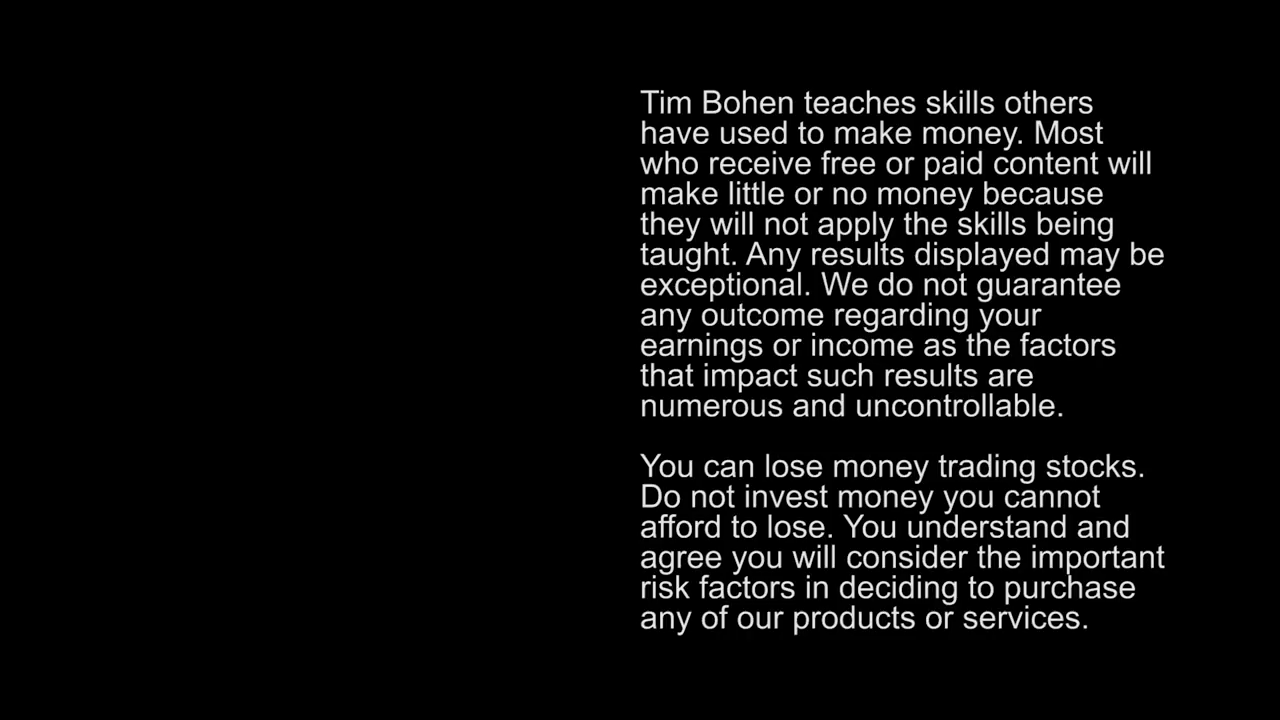 Tim Bohen teaches skills others
have used to make money. Most
who receive free or paid content will
make little or no money because
they will not apply the skills being
taught. Any results displayed may be
exceptional. We do not guarantee
any outcome regarding your
earnings or income as the factors
that impact such results are
numerous and uncontrollable.
You can lose money trading stocks.
Do not invest money you cannot
afford to lose. You understand and
agree you will consider the important
risk factors in deciding to purchase
any of our products or services.